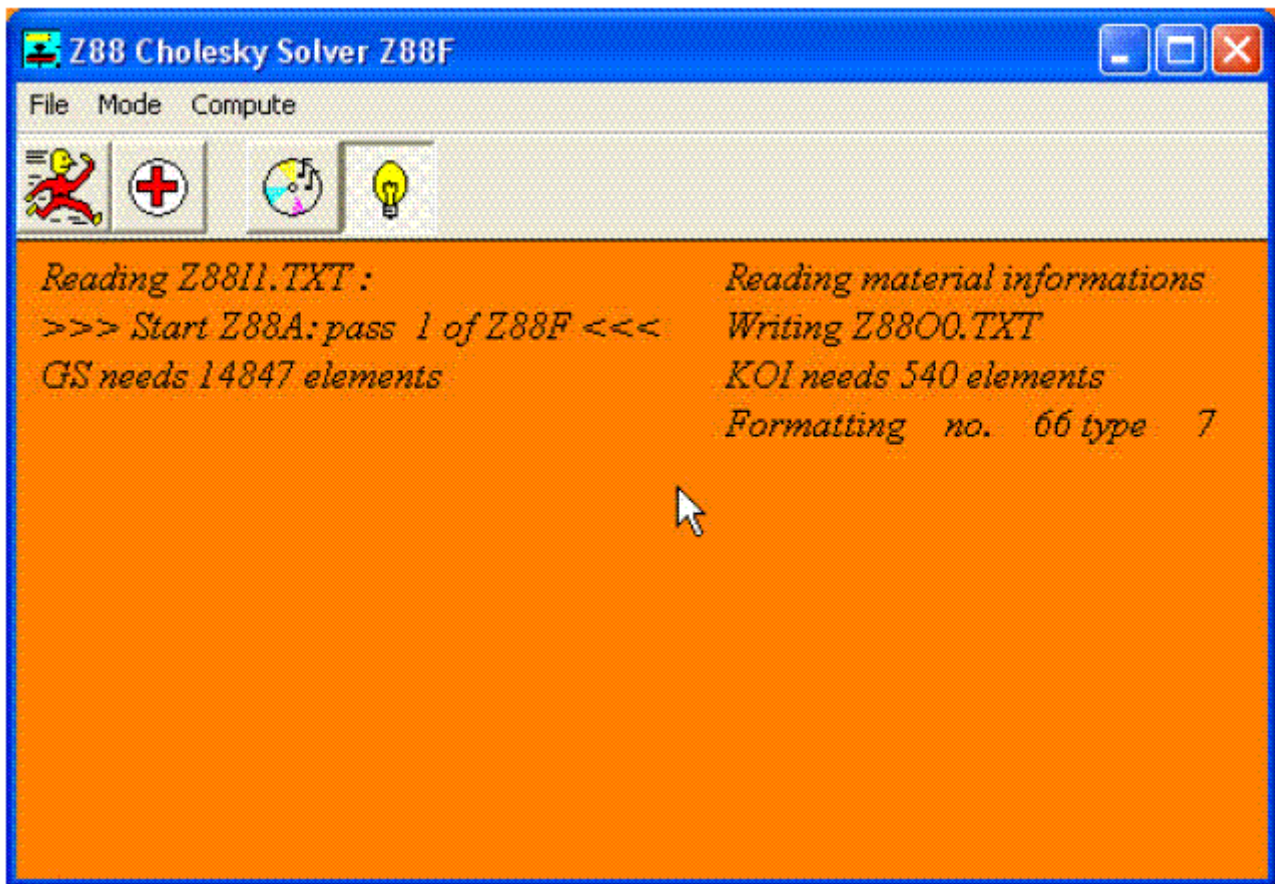 Z88 Cholesky Solver Z88F
File Mode Compute
Reading Z88I1.TXT : Reading material informations
>>> Start Z88A: pass 1 of Z88F <<< Writing Z88O0.TXT
GS needs 14847 elements KOI needs 540 elements
Formatting no. 66 type 7